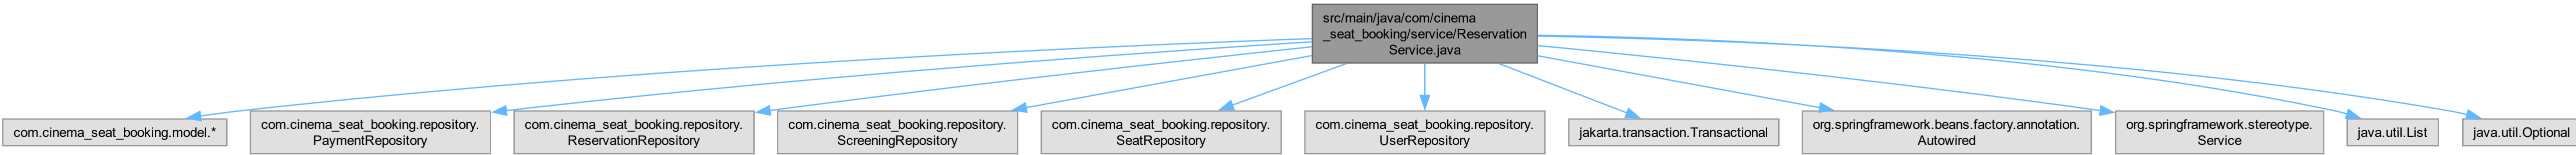 src/main/java/com/cinema
_seat_booking/service/Reservation
Service.java
com.cinema_seat_booking.model.*
com.cinema_seat_booking.repository.
PaymentRepository
com.cinema_seat_booking.repository.
ReservationRepository
com.cinema_seat_booking.repository.
ScreeningRepository
com.cinema_seat_booking.repository.
SeatRepository
com.cinema_seat_booking.repository.
UserRepository
jakarta.transaction.Transactional
org.springframework.beans.factory.annotation.
Autowired
org.springframework.stereotype.
Service
java.util.List
java.util.Optional